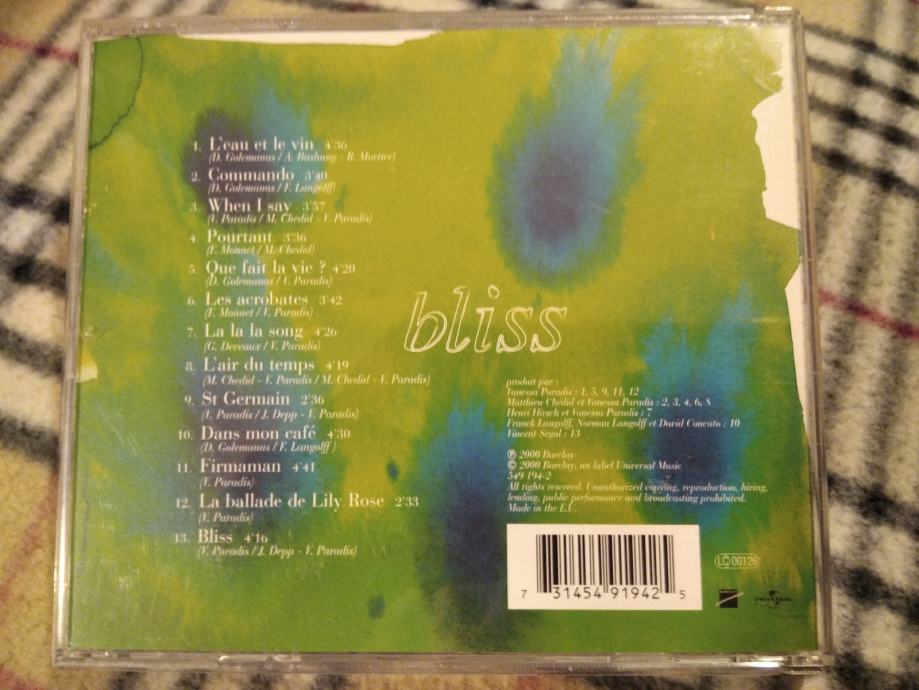 1. L'eau et le vin 4'36
(D. Golemanas / A. Bashung - R. Mortier)
2. Commando 3'40
(D. Golemanas / F. Langolff)
3. When I say 3'57
(V. Paradis / M. Chedid - V. Paradis)
4. Pourtant 3'36
(F. Monnet / M. Chedid)
5. Que fait la vie ? 4'20
(D. Golemanas / V. Paradis)
6. Les acrobates 3'42
(F. Monnet / V. Paradis)
7. La la la song 4'26
(G. Deveaux / V. Paradis)
8. L'air du temps 4'19
(M. Chedid - V. Paradis / M. Chedid - V. Paradis)
9. St Germain 2'36
(V. Paradis / J. Depp - V. Paradis)
10. Dans mon café 4'30
(D. Golemanas / F. Langolff)
11. Firmaman 4'41
(V. Paradis)
12. La ballade de Lily Rose 2'33
(V. Paradis)
13. Bliss 4'16
(V. Paradis / J. Depp - V. Paradis)
bliss
produit par :
Vanessa Paradis : 1, 5, 9, 11, 12
Matthieu Chédid et Vanessa Paradis : 2, 3, 4, 6, 8
Henri Hirsch et Vanessa Paradis : 7
Franck Langolff, Norman Langolff et David Concato : 10
Vincent Segal : 13
℗ 2000 Barclay
© 2000 Barclay, un label Universal Music
549 194-2
All rights reserved. Unauthorized copying, reproduction, hiring,
lending, public performance and broadcasting prohibited.
Made in the E.U.
7 31454 91942 5
LC 00126
UNIVERSAL